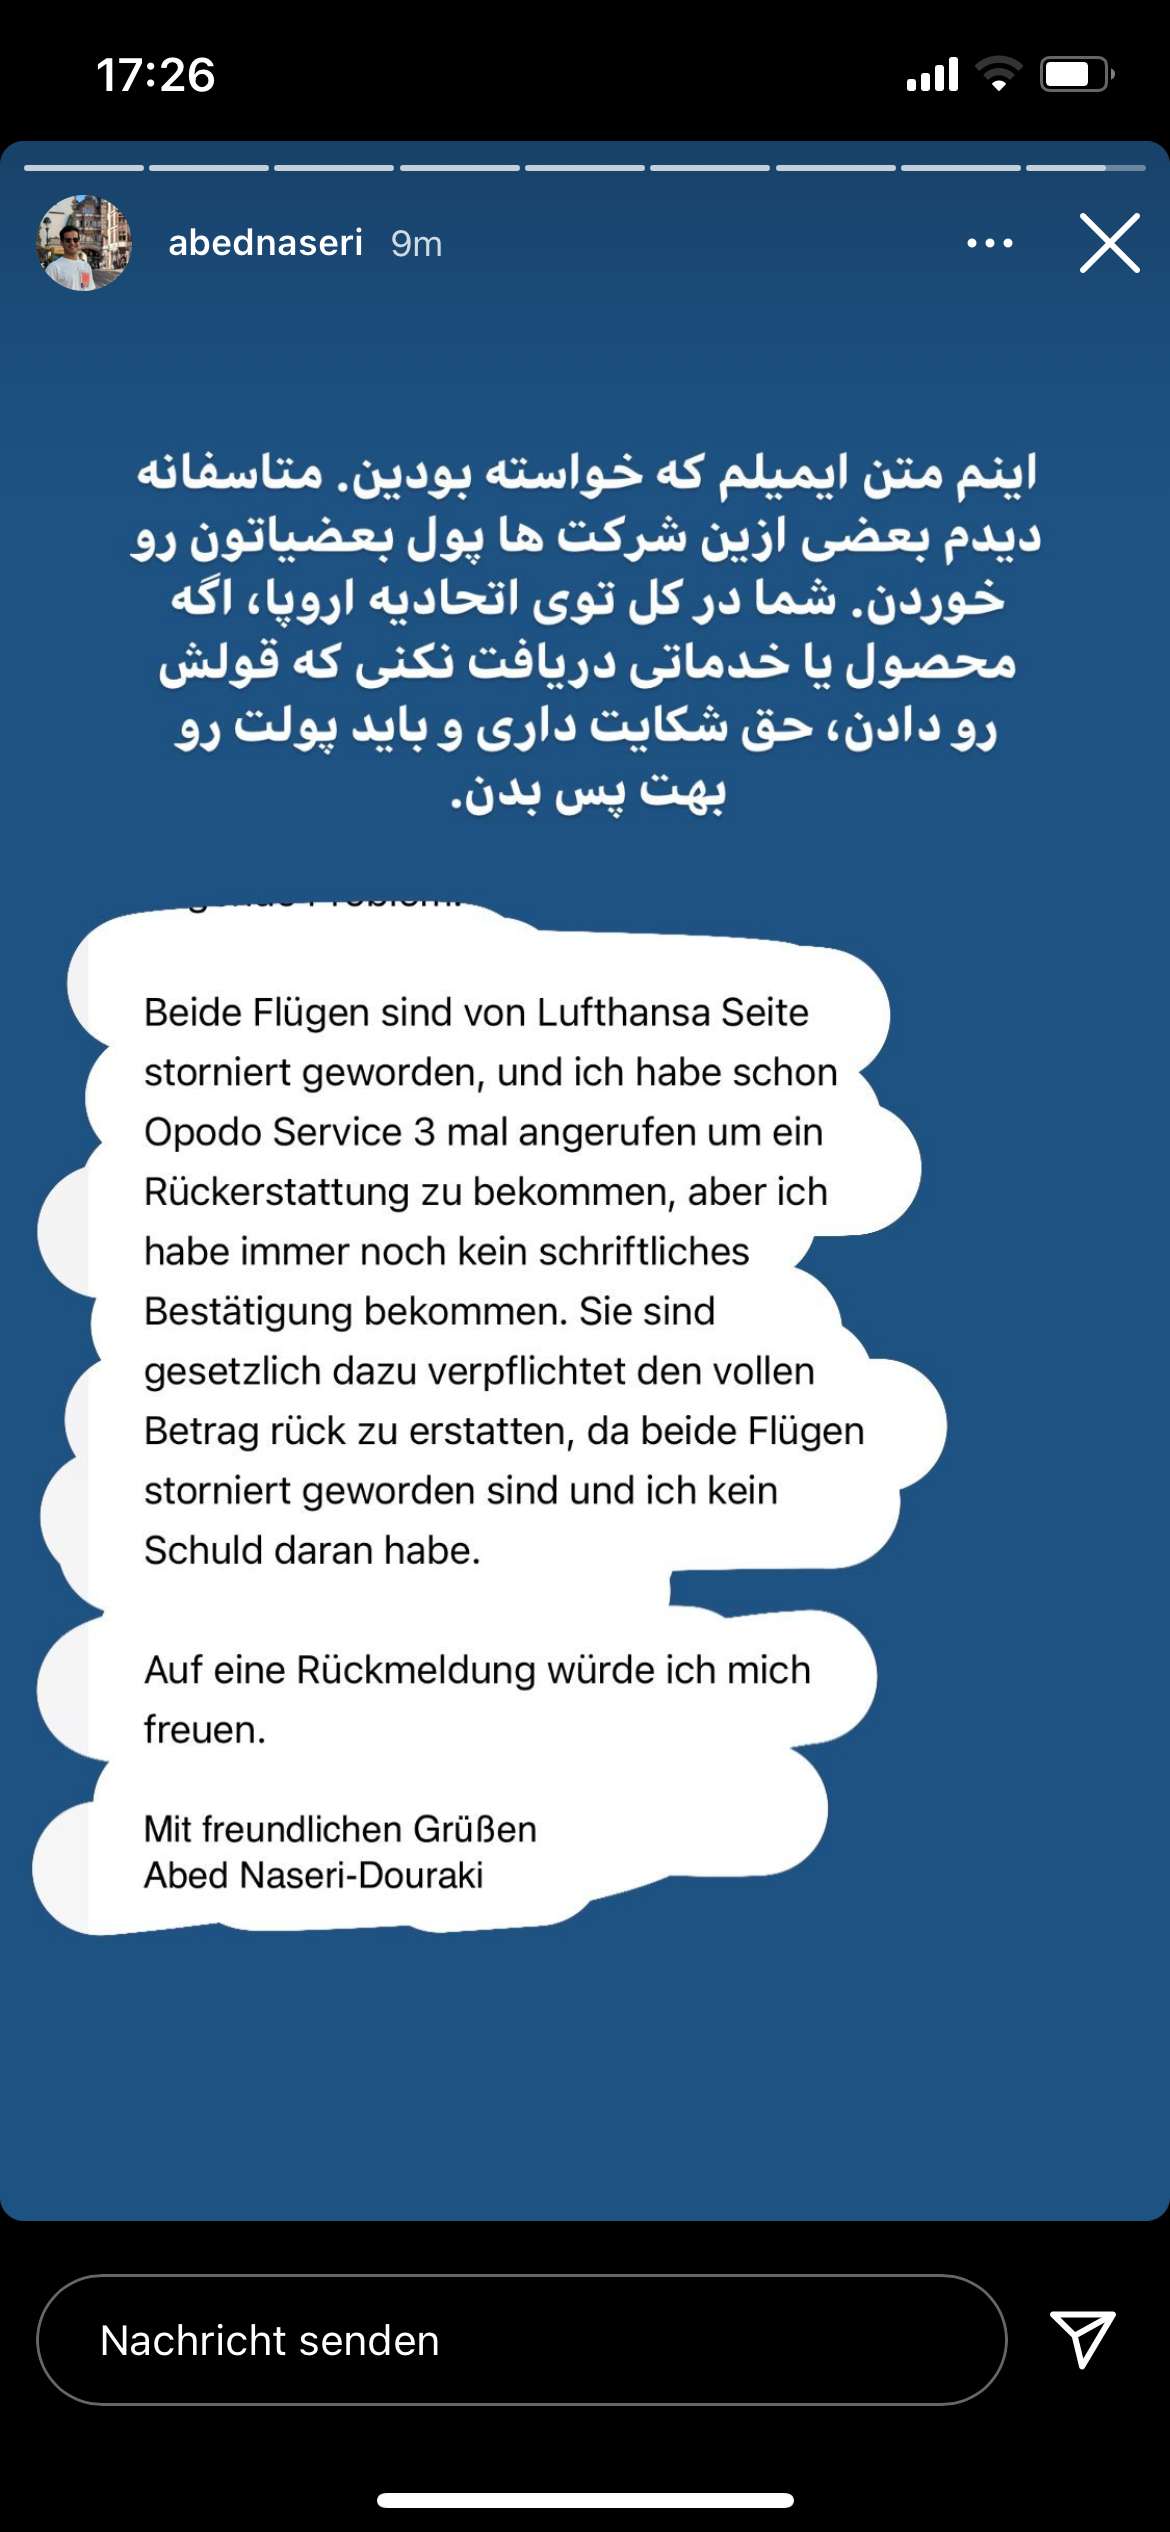 17:26
abednaseri 9m
اینم متن ایمیلم که خواسته بودین. متاسفانه
دیدم بعضی ازین شرکت ها پول بعضیاتون رو
خوردن. شما در کل توی اتحادیه اروپا، اگه
محصول یا خدماتی دریافت نکنی که قولش
رو دادن، حق شکایت داری و باید پولت رو
بهت پس بدن.
Beide Flügen sind von Lufthansa Seite
storniert geworden, und ich habe schon
Opodo Service 3 mal angerufen um ein
Rückerstattung zu bekommen, aber ich
habe immer noch kein schriftliches
Bestätigung bekommen. Sie sind
gesetzlich dazu verpflichtet den vollen
Betrag rück zu erstatten, da beide Flügen
storniert geworden sind und ich kein
Schuld daran habe.
Auf eine Rückmeldung würde ich mich
freuen.
Mit freundlichen Grüßen
Abed Naseri-Douraki
Nachricht senden